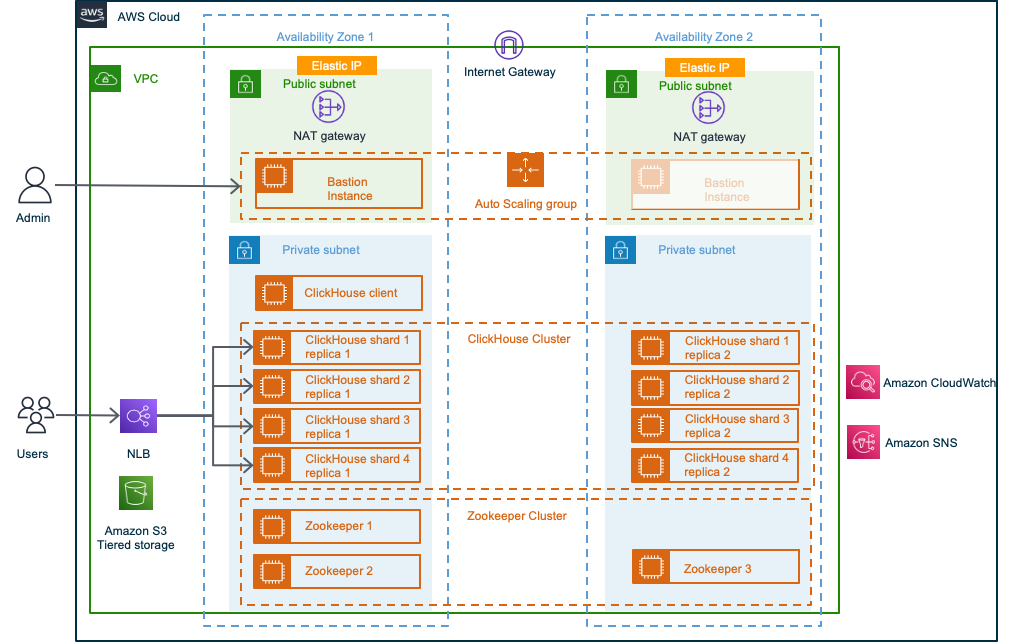 aws
AWS Cloud
Availability Zone 1
Availability Zone 2
Internet Gateway
VPC
Elastic IP
Public subnet
NAT gateway
Elastic IP
Public subnet
NAT gateway
Admin
Bastion
Instance
Auto Scaling group
Bastion
Instance
Private subnet
Private subnet
ClickHouse client
ClickHouse Cluster
ClickHouse shard 1
replica 1
ClickHouse shard 2
replica 1
ClickHouse shard 3
replica 1
ClickHouse shard 4
replica 1
ClickHouse shard 1
replica 2
ClickHouse shard 2
replica 2
ClickHouse shard 3
replica 2
ClickHouse shard 4
replica 2
Amazon CloudWatch
Amazon SNS
Users
NLB
Amazon S3
Tiered storage
Zookeeper Cluster
Zookeeper 1
Zookeeper 2
Zookeeper 3